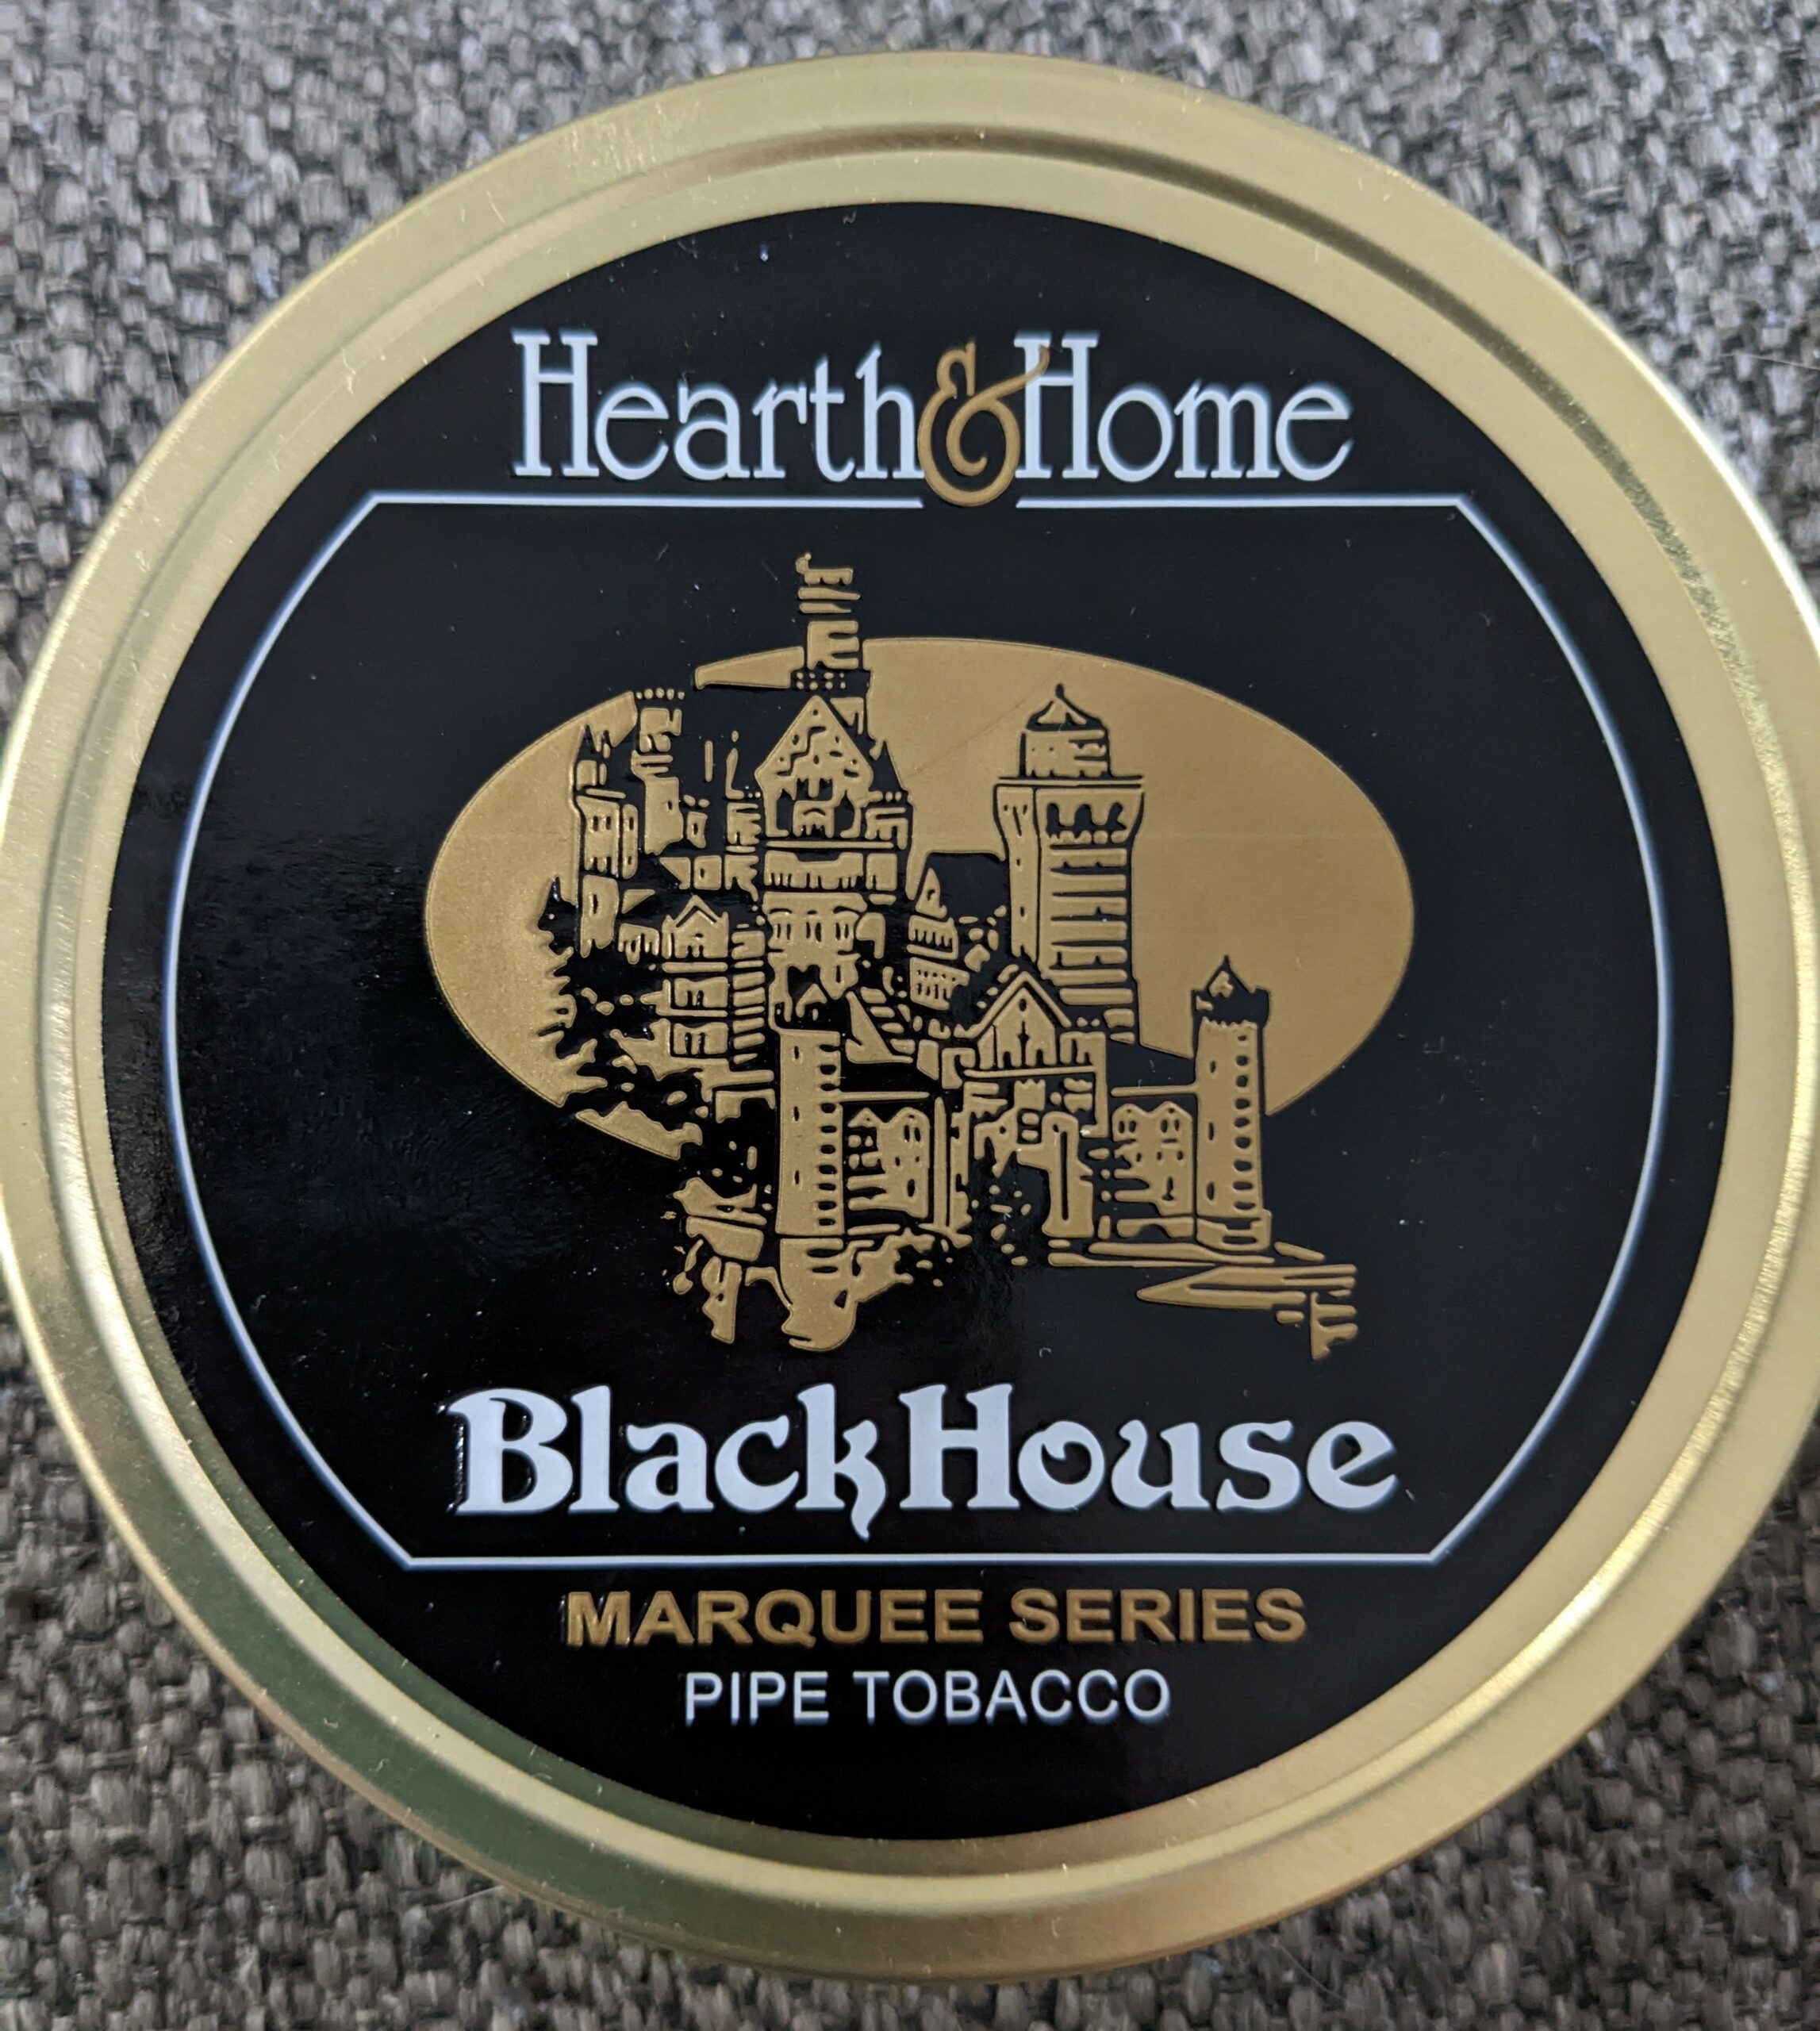 Hearth & Home
BlackHouse
MARQUEE SERIES
PIPE TOBACCO